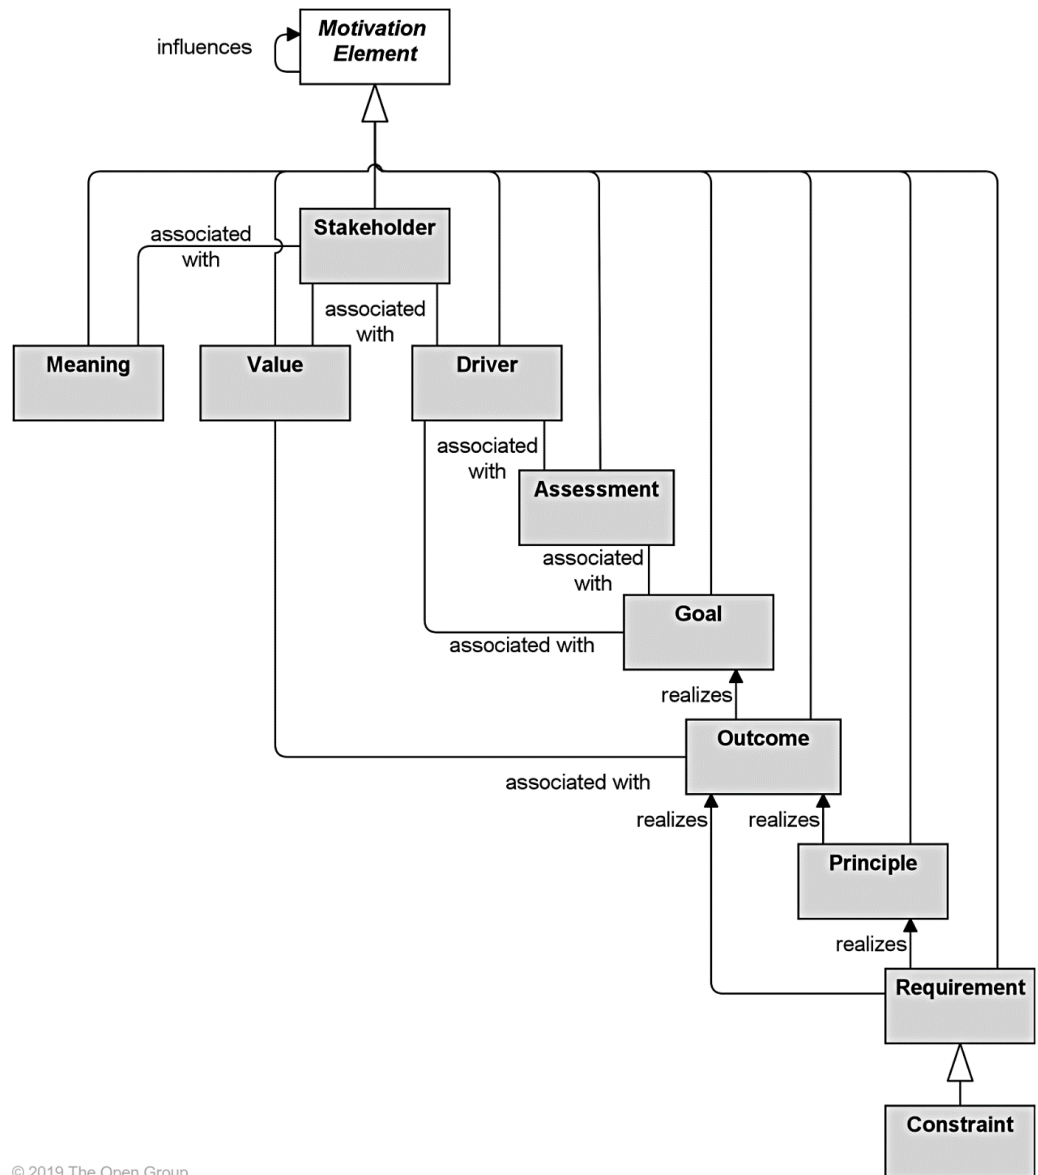 Motivation
Element
influences
Stakeholder
associated
with
associated
with
Meaning
Value
Driver
associated
with
Assessment
associated
with
Goal
associated with
realizes
Outcome
associated with
realizes
realizes
Principle
realizes
Requirement
Constraint
© 2019 The Open Group